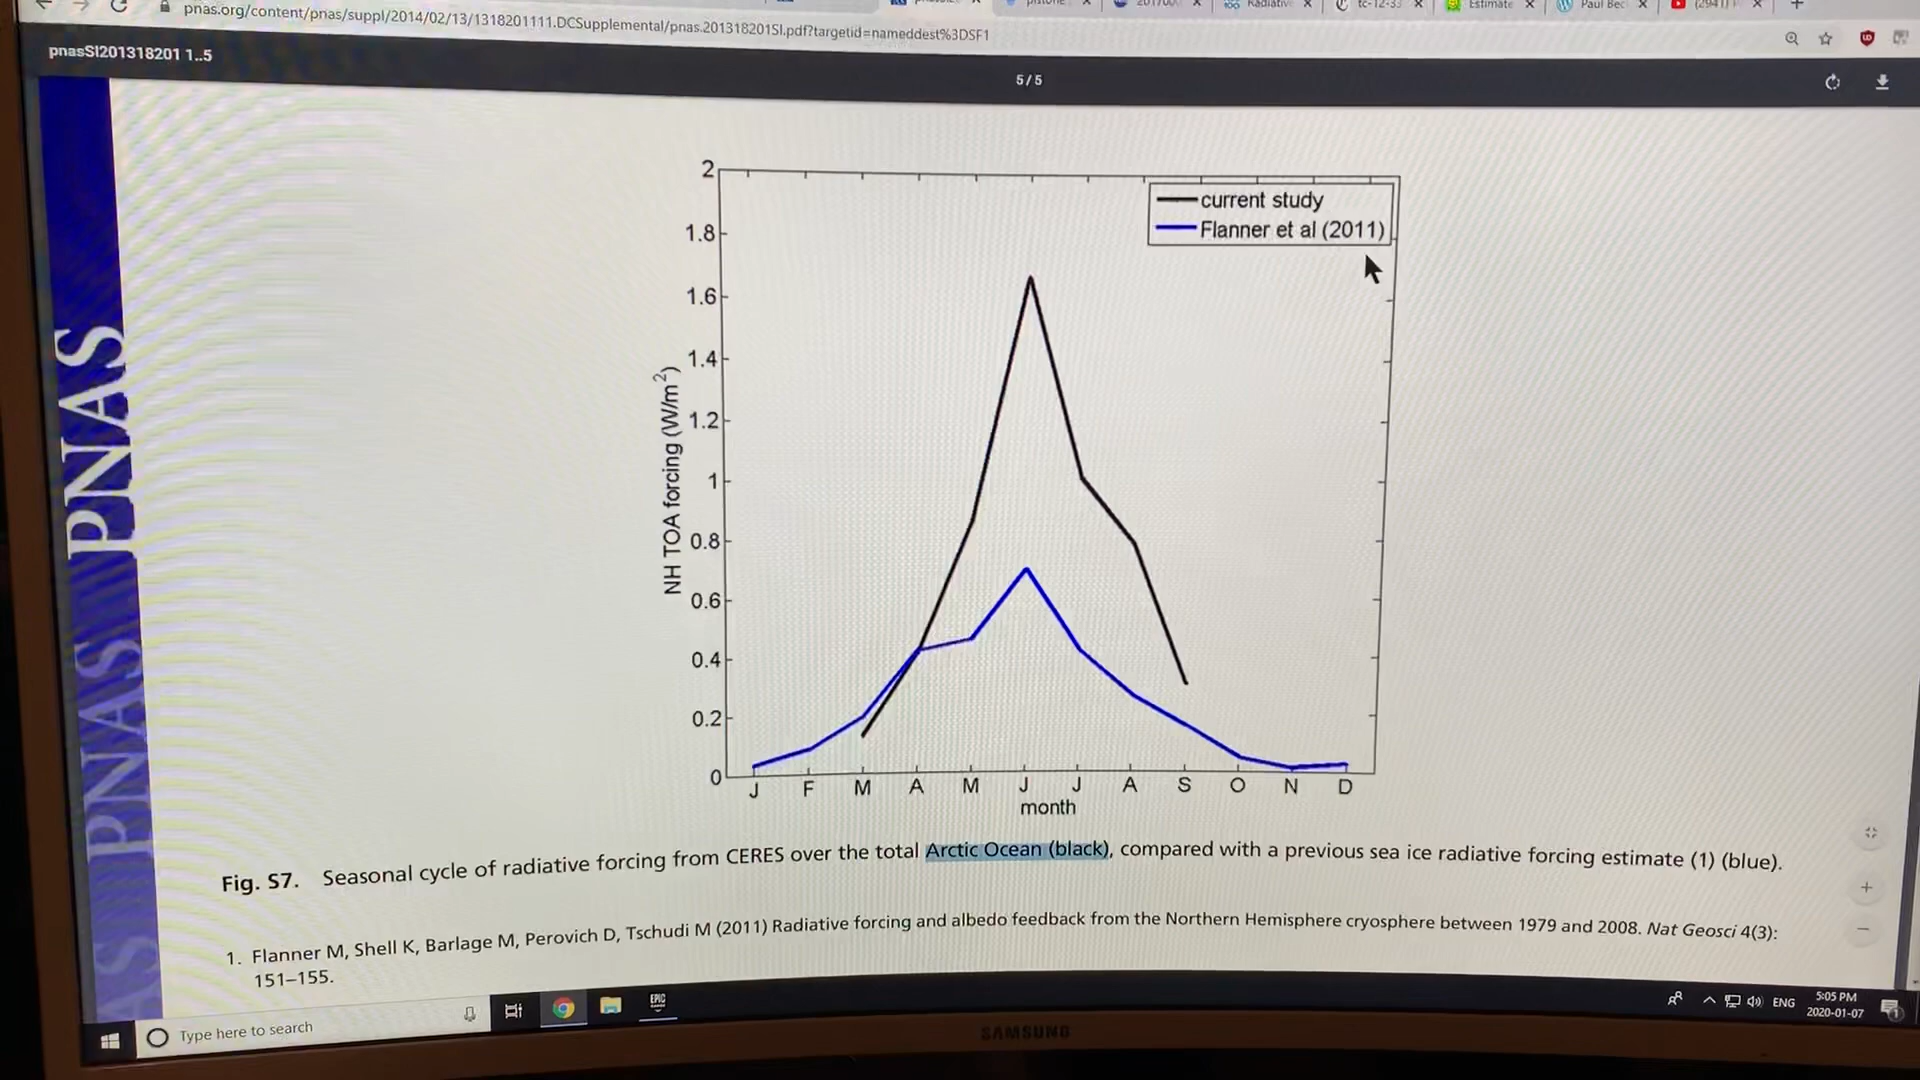 pnas.org/content/pnas/suppl/2014/02/13/1318201111.DCSupplemental/pnas.201318201SI.pdf?targetid=nameddest%3DSF1
pnasSI201318201 1..5
5 / 5
PNAS
PNAS
2
1.8
1.6
1.4
1.2
1
0.8
0.6
0.4
0.2
0
NH TOA forcing (W/m2)
current study
Flanner et al (2011)
J F M A M J J A S O N D
month
Fig. S7. Seasonal cycle of radiative forcing from CERES over the total Arctic Ocean (black), compared with a previous sea ice radiative forcing estimate (1) (blue).
1. Flanner M, Shell K, Barlage M, Perovich D, Tschudi M (2011) Radiative forcing and albedo feedback from the Northern Hemisphere cryosphere between 1979 and 2008. Nat Geosci 4(3):
151–155.
Type here to search
EPIC
ENG
5:05 PM
2020-01-07
SAMSUNG